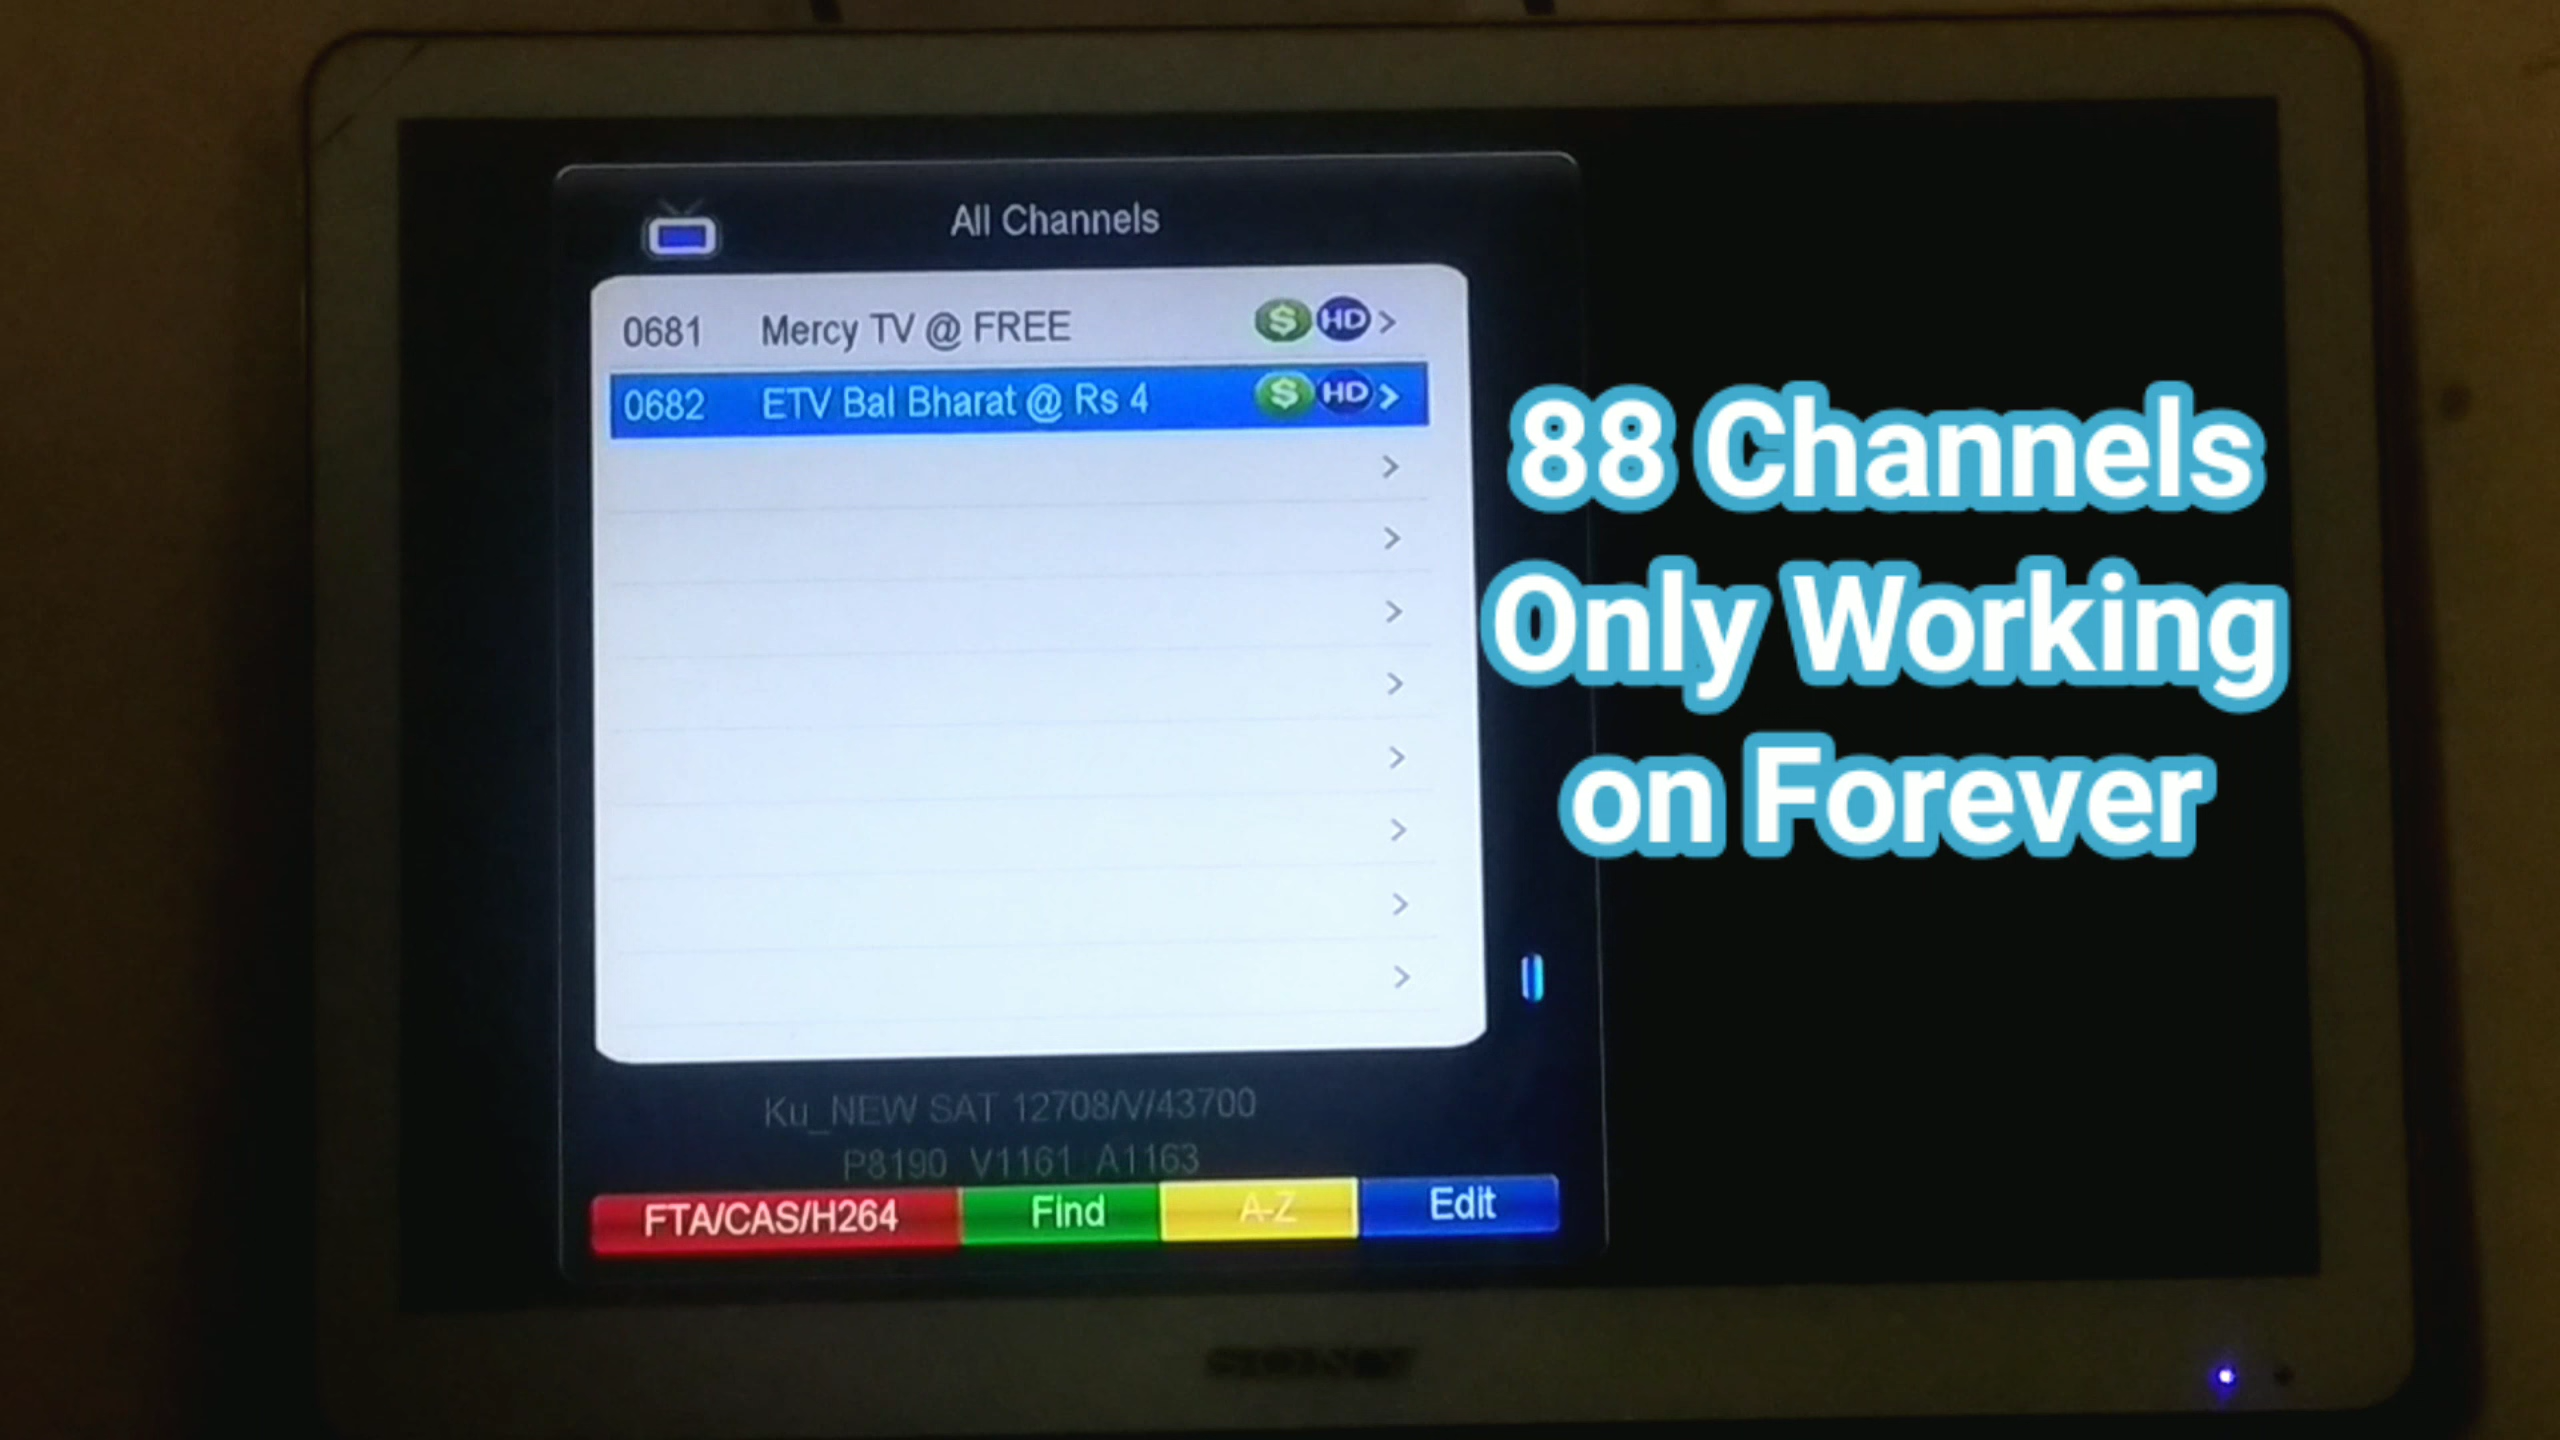 All Channels
0681 Mercy TV @ FREE $ HD >
0682 ETV Bal Bharat @ Rs 4 $ HD >
88 Channels
Only Working
on Forever
Ku_NEW SAT 12708/V/43700
P8190 V1161 A1163
FTA/CAS/H264 Find A-Z Edit